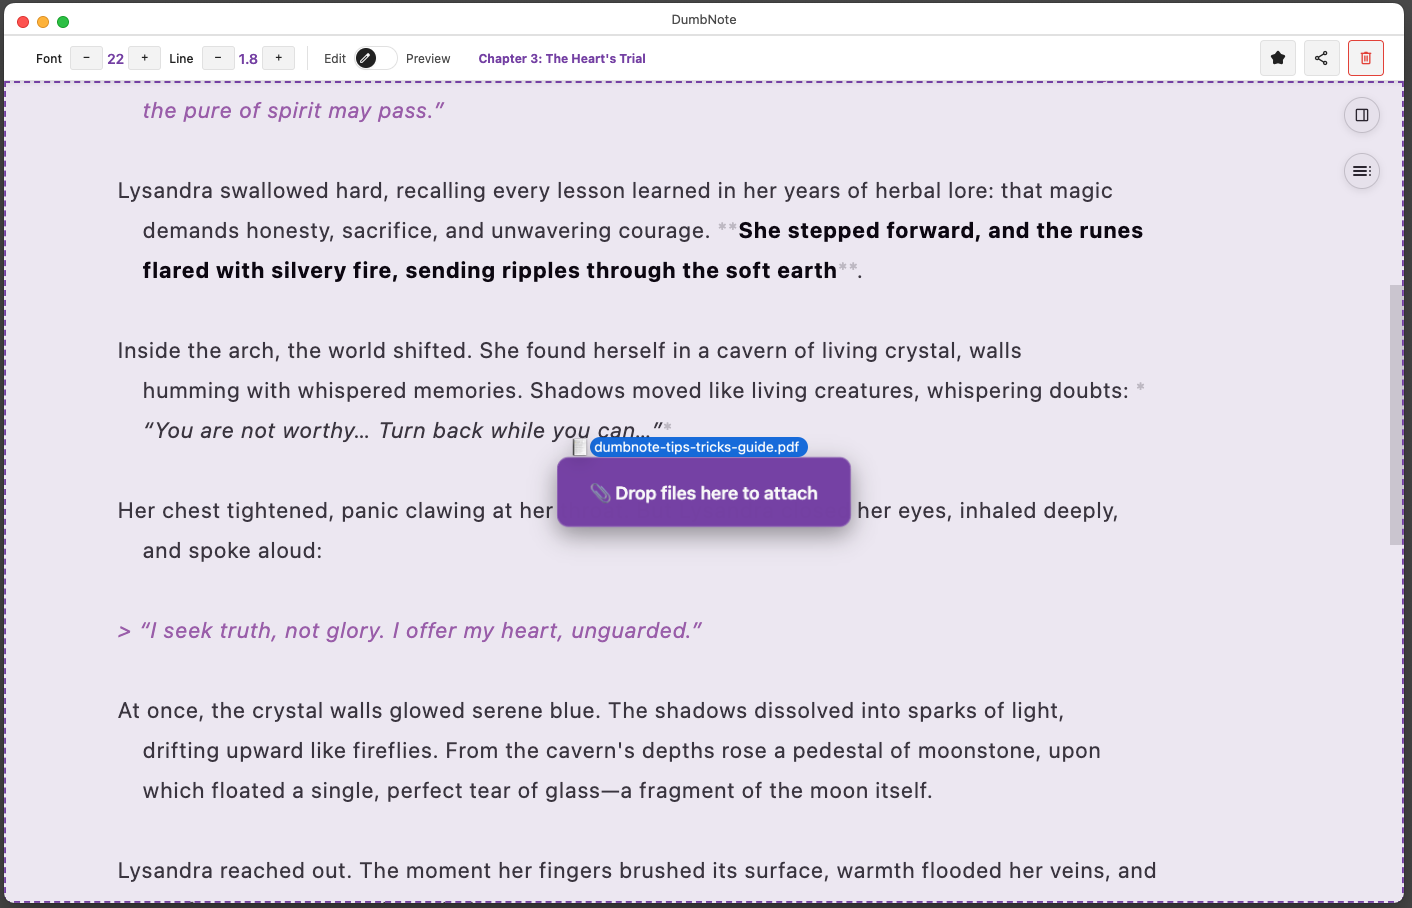 DumbNote
Font − 22 + Line − 1.8 + Edit Preview Chapter 3: The Heart's Trial
the pure of spirit may pass.”
Lysandra swallowed hard, recalling every lesson learned in her years of herbal lore: that magic
demands honesty, sacrifice, and unwavering courage. **She stepped forward, and the runes
flared with silvery fire, sending ripples through the soft earth**.
Inside the arch, the world shifted. She found herself in a cavern of living crystal, walls
humming with whispered memories. Shadows moved like living creatures, whispering doubts: *
“You are not worthy… Turn back while you can…”*
dumbnote-tips-tricks-guide.pdf
Drop files here to attach
Her chest tightened, panic clawing at her her eyes, inhaled deeply,
and spoke aloud:
> “I seek truth, not glory. I offer my heart, unguarded.”
At once, the crystal walls glowed serene blue. The shadows dissolved into sparks of light,
drifting upward like fireflies. From the cavern's depths rose a pedestal of moonstone, upon
which floated a single, perfect tear of glass—a fragment of the moon itself.
Lysandra reached out. The moment her fingers brushed its surface, warmth flooded her veins, and